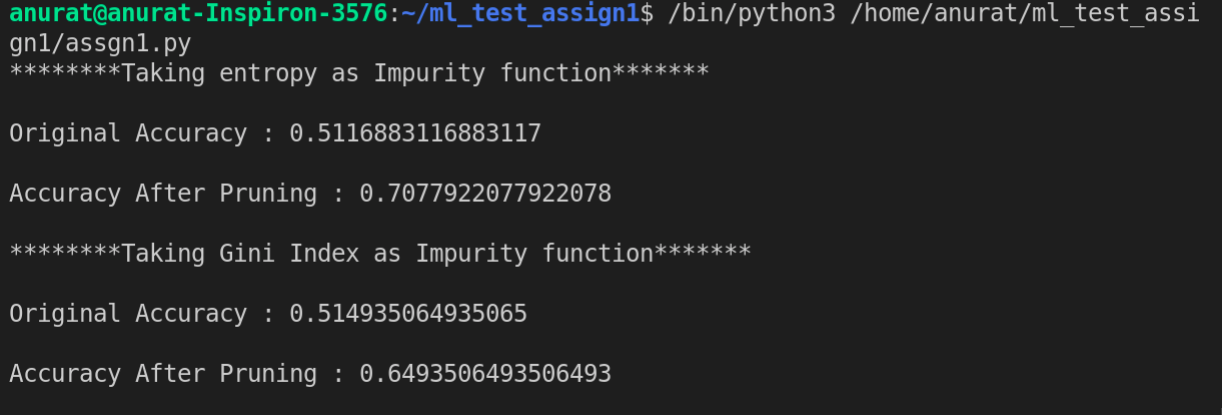 anurat@anurat-Inspiron-3576:~/ml_test_assign1$ /bin/python3 /home/anurat/ml_test_assi
gn1/assgn1.py
********Taking entropy as Impurity function*******
Original Accuracy : 0.5116883116883117
Accuracy After Pruning : 0.7077922077922078
********Taking Gini Index as Impurity function*******
Original Accuracy : 0.514935064935065
Accuracy After Pruning : 0.6493506493506493